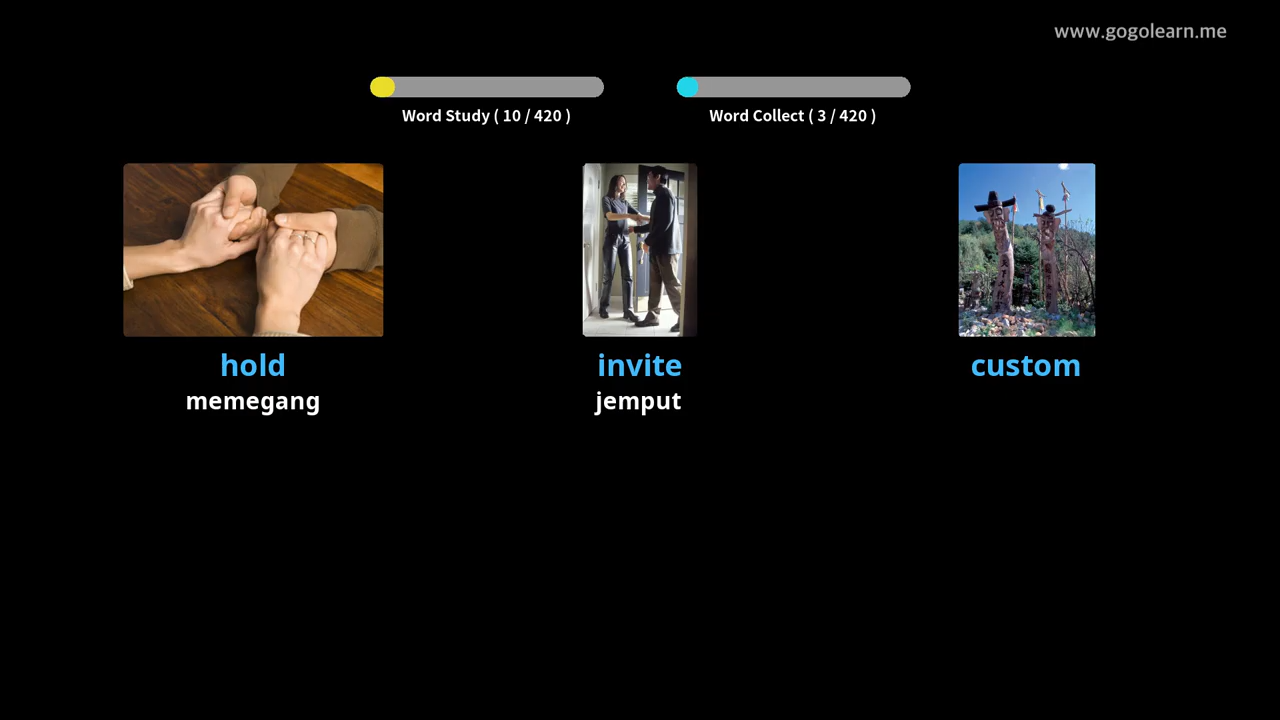 www.gogolearn.me
Word Study ( 10 / 420 )
Word Collect ( 3 / 420 )
hold
memegang
invite
jemput
custom